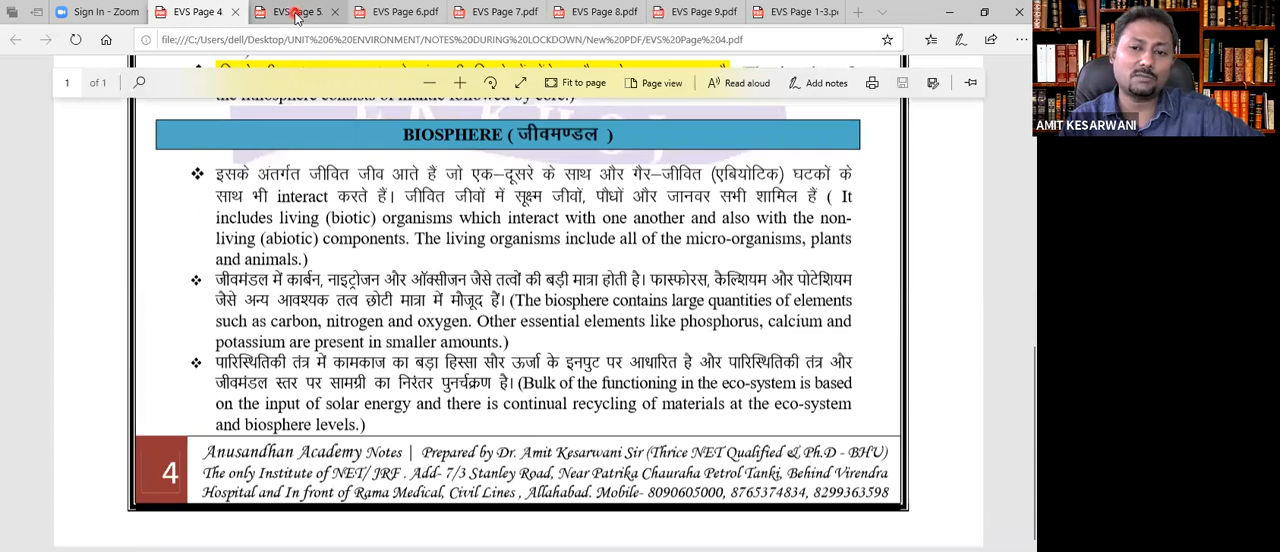 Sign In - Zoom
EVS Page 4
EVS Page 5.
EVS Page 6.pdf
EVS Page 7.pdf
EVS Page 8.pdf
EVS Page 9.pdf
EVS Page 1-3.p
file:///C:/Users/dell/Desktop/UNIT%206%20ENVIRONMENT/NOTES%20DURING%20LOCKDOWN/New%20PDF/EVS%20Page%204.pdf
1 of 1
Fit to page
Page view
Read aloud
Add notes
the lithosphere consists of mantle followed by core.)
BIOSPHERE ( जीवमण्डल )
❖ इसके अंतर्गत जीवित जीव आते हैं जो एक–दूसरे के साथ और गैर–जीवित (एबियोटिक) घटकों के
साथ भी interact करते हैं। जीवित जीवों में सूक्ष्म जीवों, पौधों और जानवर सभी शामिल हैं ( It
includes living (biotic) organisms which interact with one another and also with the non-
living (abiotic) components. The living organisms include all of the micro-organisms, plants
and animals.)
❖ जीवमंडल में कार्बन, नाइट्रोजन और ऑक्सीजन जैसे तत्वों की बड़ी मात्रा होती है। फास्फोरस, कैल्शियम और पोटेशियम
जैसे अन्य आवश्यक तत्व छोटी मात्रा में मौजूद हैं। (The biosphere contains large quantities of elements
such as carbon, nitrogen and oxygen. Other essential elements like phosphorus, calcium and
potassium are present in smaller amounts.)
❖ पारिस्थितिकी तंत्र में कामकाज का बड़ा हिस्सा सौर ऊर्जा के इनपुट पर आधारित है और पारिस्थितिकी तंत्र और
जीवमंडल स्तर पर सामग्री का निरंतर पुनर्चक्रण है। (Bulk of the functioning in the eco-system is based
on the input of solar energy and there is continual recycling of materials at the eco-system
and biosphere levels.)
4
Anusandhan Academy Notes | Prepared by Dr. Amit Kesarwani Sir (Thrice NET Qualified & Ph.D - BHU)
The only Institute of NET/ JRF . Add- 7/3 Stanley Road, Near Patrika Chauraha Petrol Tanki, Behind Virendra
Hospital and In front of Rama Medical, Civil Lines , Allahabad. Mobile- 8090605000, 8765374834, 8299363598
AMIT KESARWANI